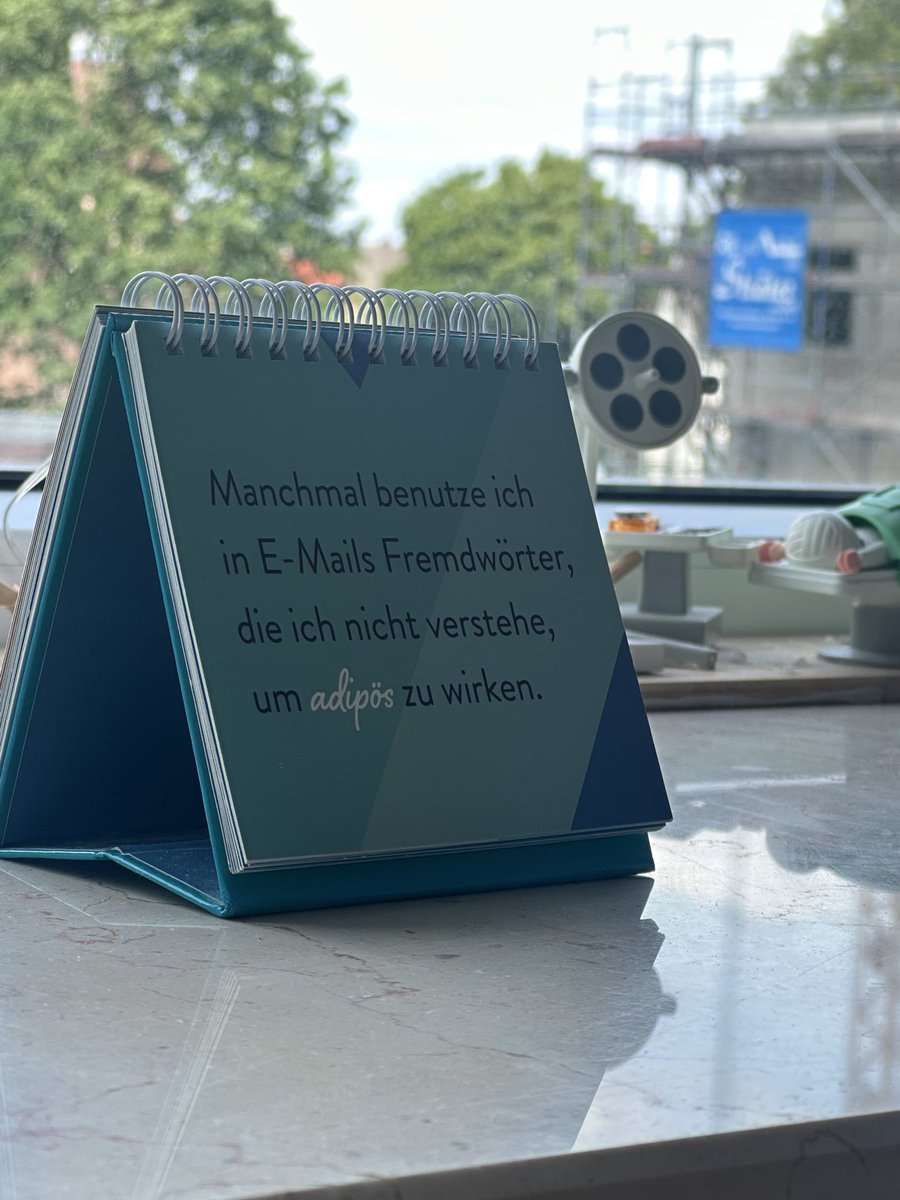 Manchmal benutze ich
in E-Mails Fremdwörter,
die ich nicht verstehe,
um adipös zu wirken.